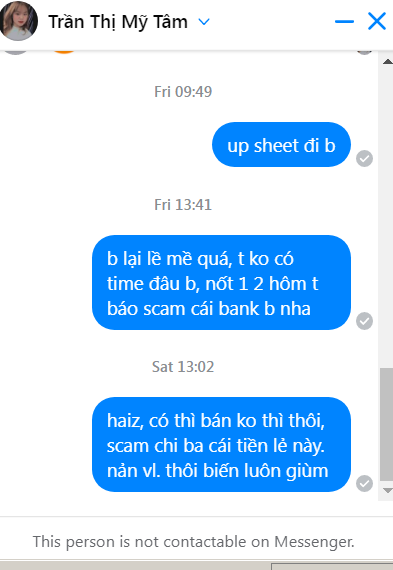 Trần Thị Mỹ Tâm
Fri 09:49
up sheet đi b
Fri 13:41
b lại lề mề quá, t ko có
time đâu b, nốt 1 2 hôm t
báo scam cái bank b nha
Sat 13:02
haiz, có thì bán ko thì thôi,
scam chi ba cái tiền lẻ này.
nản vl. thôi biến luôn giùm
This person is not contactable on Messenger.